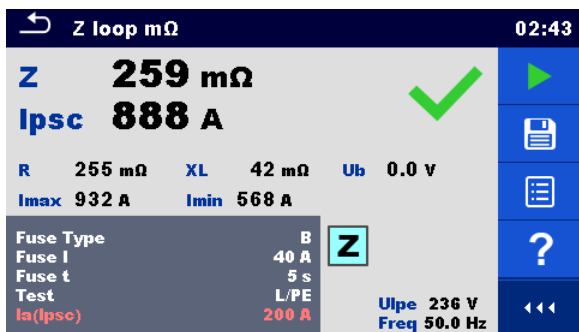 Z loop mΩ 02:43
Z 259 mΩ
Ipsc 888 A
R 255 mΩ XL 42 mΩ Ub 0.0 V
Imax 932 A Imin 568 A
Fuse Type B
Fuse I 40 A
Fuse t 5 s
Test L/PE
Ia(Ipsc) 200 A
Z
Ulpe 236 V
Freq 50.0 Hz
?